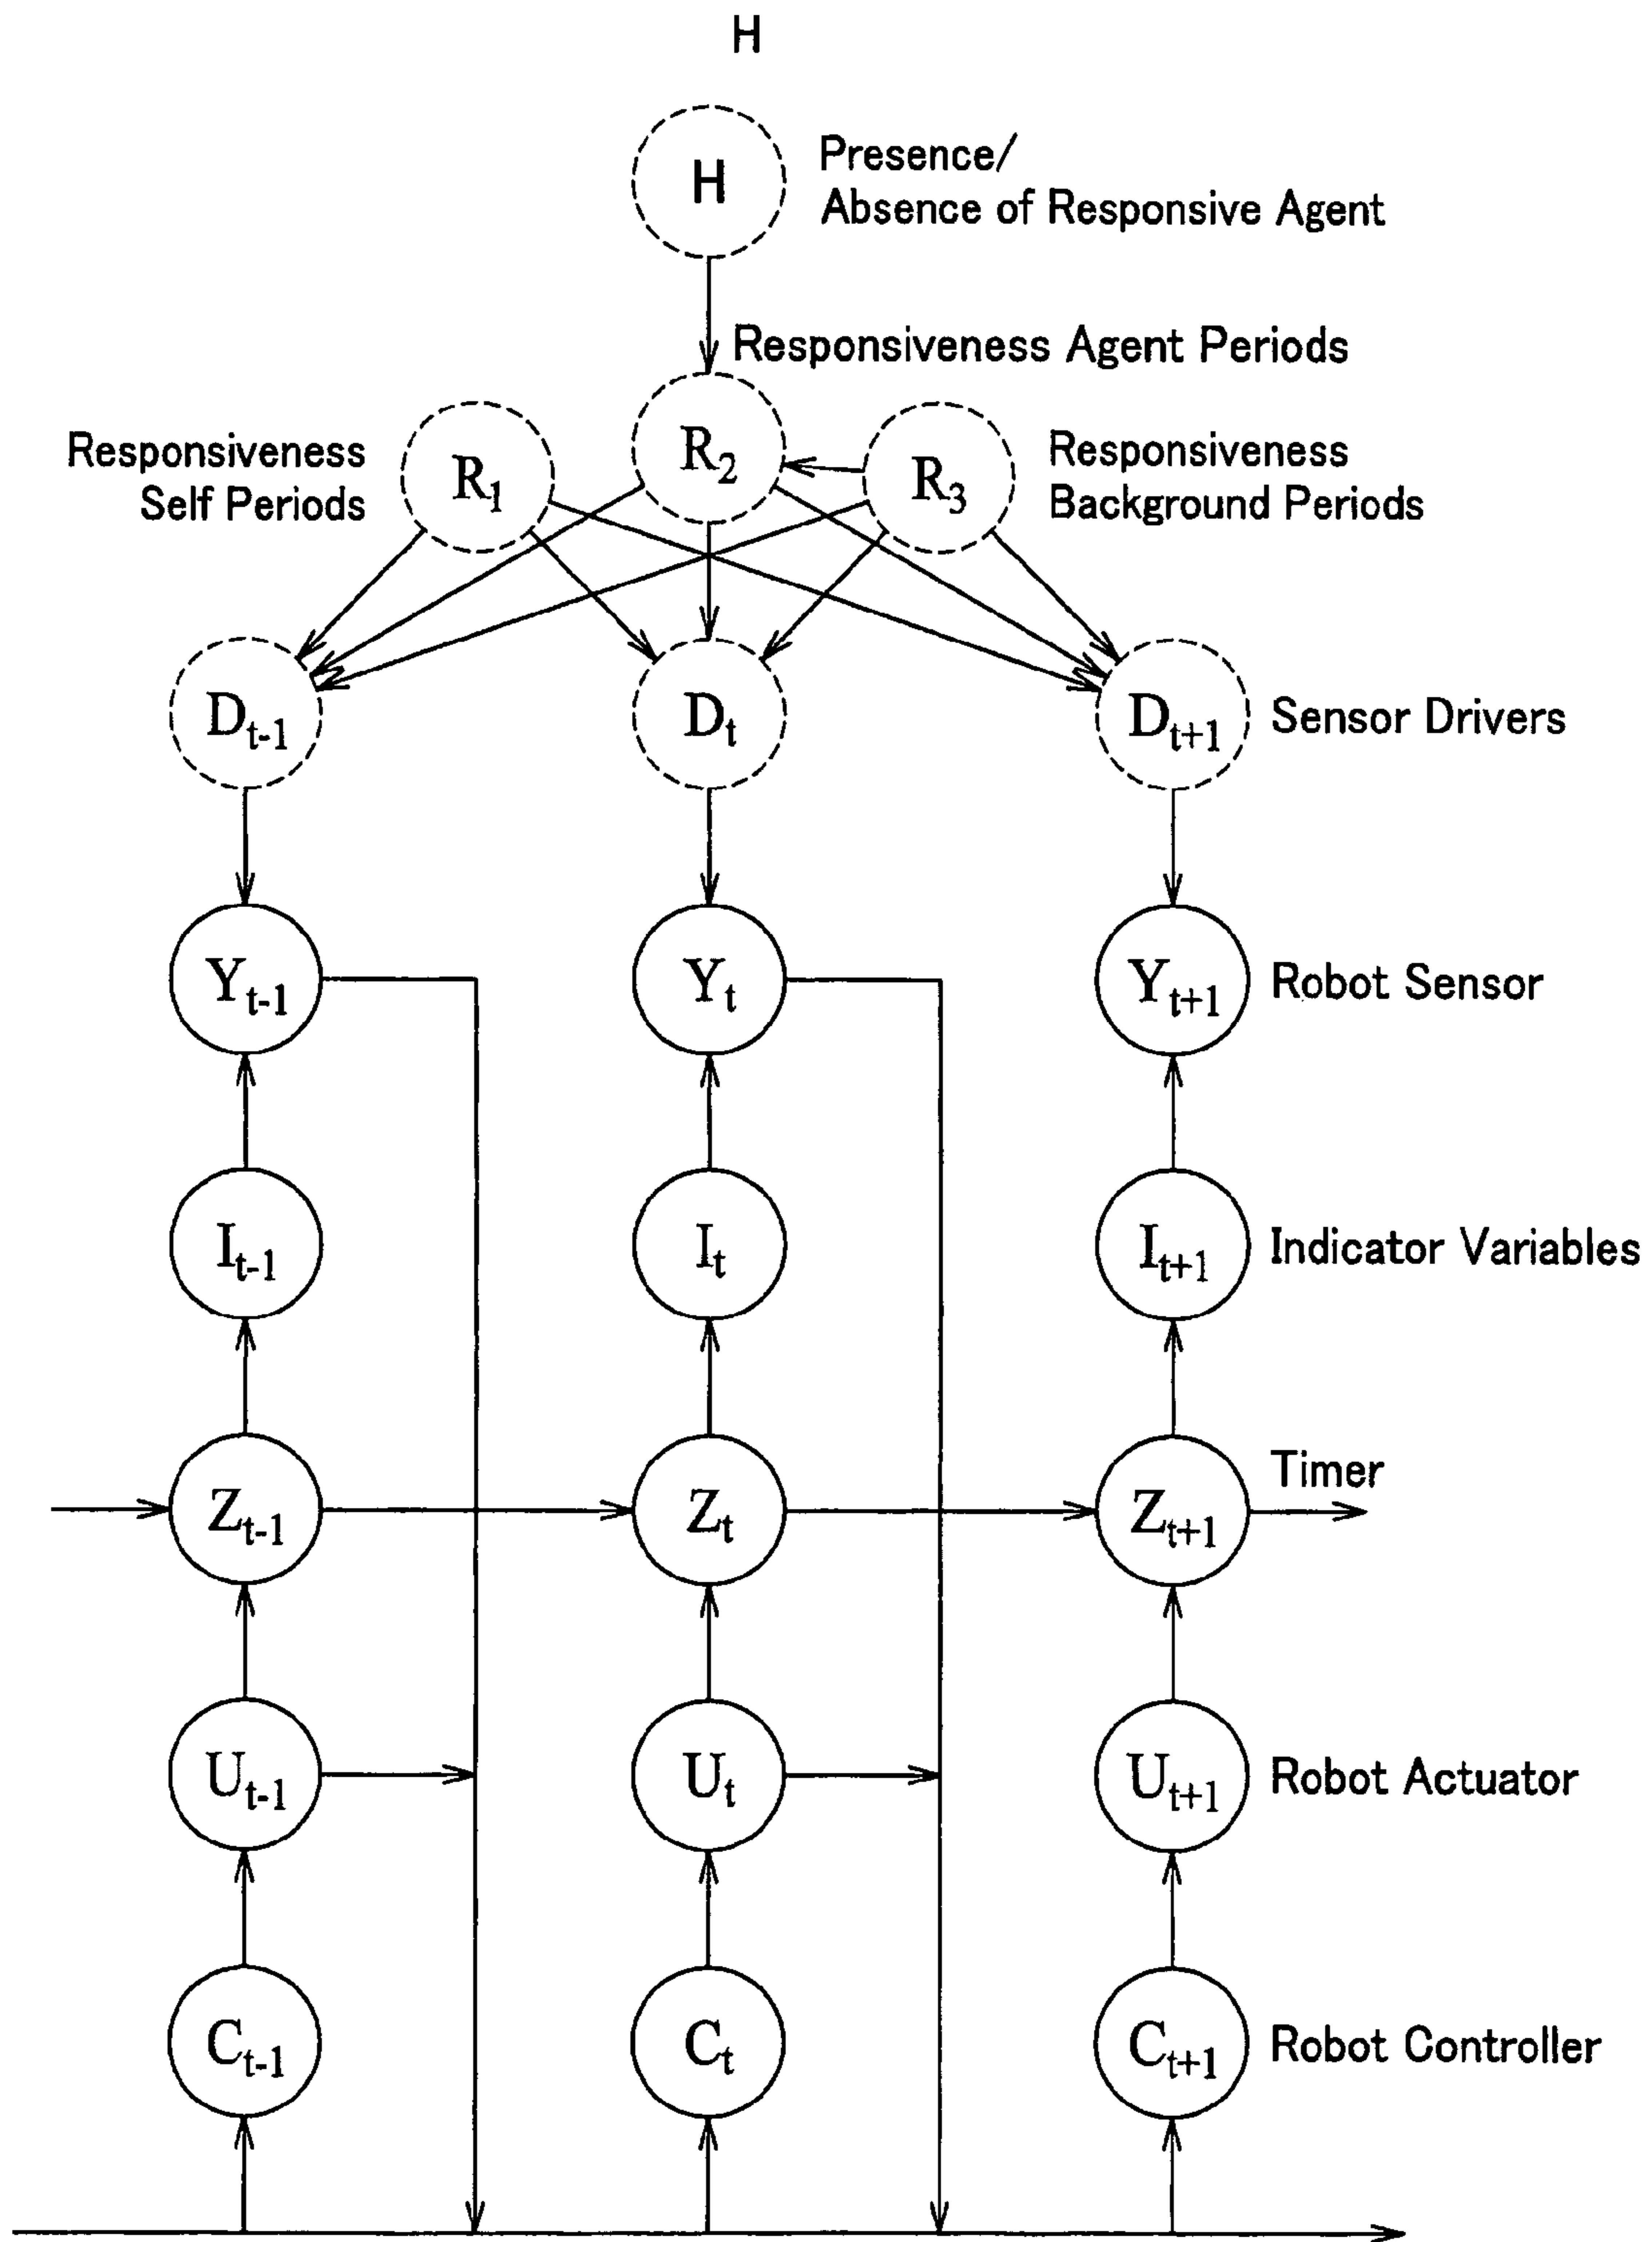 H
H
Presence/
Absence of Responsive Agent
Responsiveness Agent Periods
Responsiveness
Self Periods
R1
R2
R3
Responsiveness
Background Periods
Dt-1
Dt
Dt+1
Sensor Drivers
Yt-1
Yt
Yt+1
Robot Sensor
It-1
It
It+1
Indicator Variables
Zt-1
Zt
Zt+1
Timer
Ut-1
Ut
Ut+1
Robot Actuator
Ct-1
Ct
Ct+1
Robot Controller